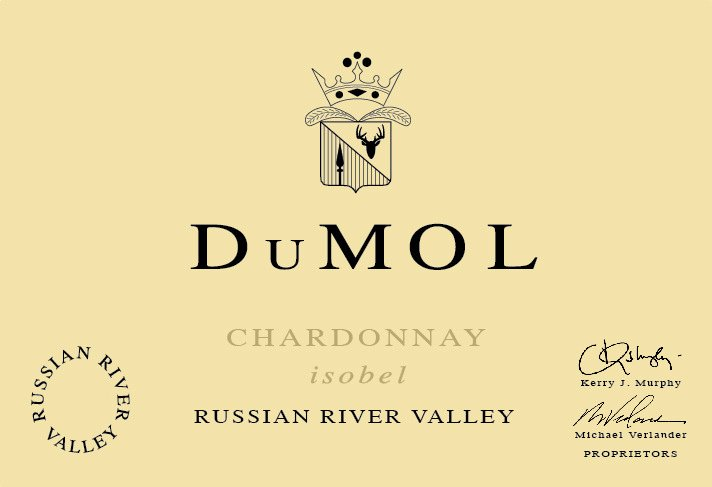 DuMOL
CHARDONNAY
isobel
RUSSIAN RIVER VALLEY
RUSSIAN RIVER VALLEY
Kerry J. Murphy
Michael Verlander
PROPRIETORS